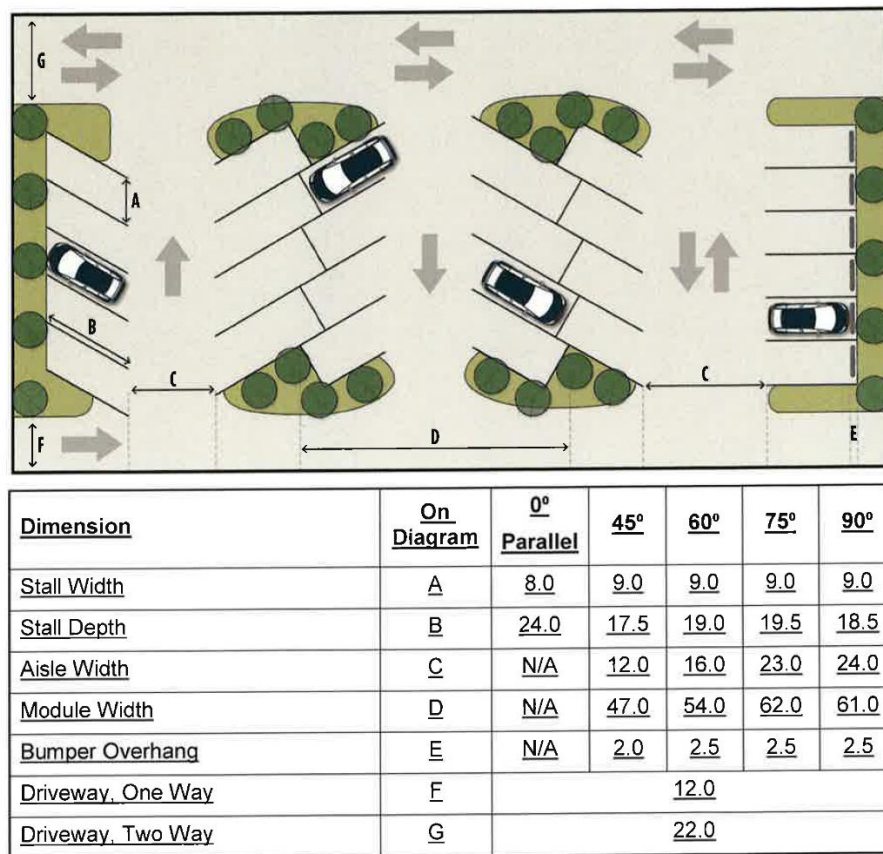 G
A
B
C
C
D
E
F
Dimension On Diagram 0º Parallel 45º 60º 75º 90º
Stall Width A 8.0 9.0 9.0 9.0 9.0
Stall Depth B 24.0 17.5 19.0 19.5 18.5
Aisle Width C N/A 12.0 16.0 23.0 24.0
Module Width D N/A 47.0 54.0 62.0 61.0
Bumper Overhang E N/A 2.0 2.5 2.5 2.5
Driveway, One Way F 12.0
Driveway, Two Way G 22.0